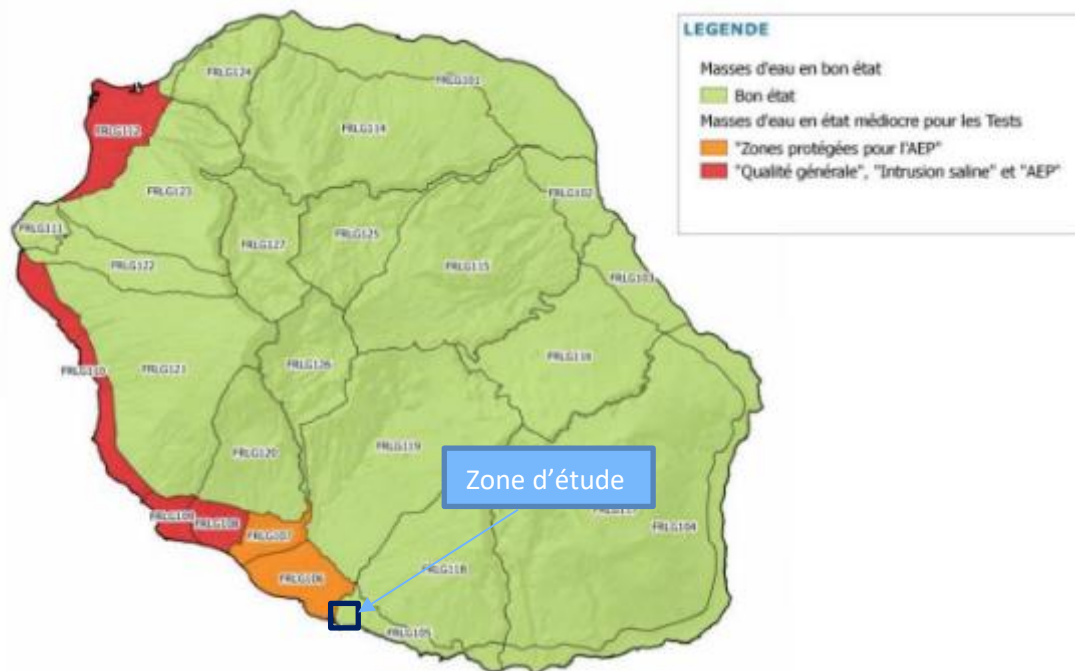 LEGENDE
Masses d'eau en bon état
Bon état
Masses d'eau en état médiocre pour les Tests
"Zones protégées pour l'AEP"
"Qualité générale", "Intrusion saline" et "AEP"
FRLG124
FRLG101
FRLG112
FRLG114
FRLG123
FRLG102
FRLG111
FRLG127
FRLG125
FRLG122
FRLG115
FRLG103
FRLG110
FRLG121
FRLG126
FRLG116
FRLG120
FRLG119
Zone d'étude
FRLG109
FRLG108
FRLG104
FRLG107
FRLG106
FRLG118
FRLG105